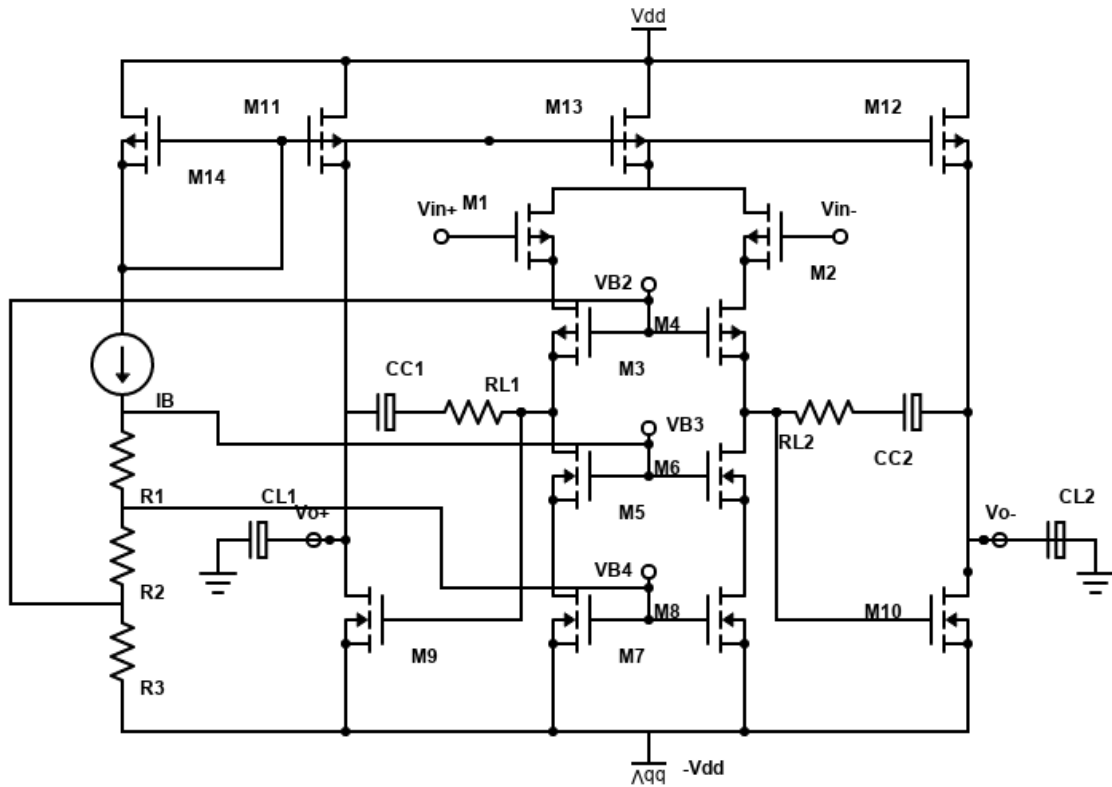 Vdd
M11
M13
M12
M14
Vin+
M1
Vin-
M2
VB2
M4
M3
CC1
RL1
IB
VB3
RL2
CC2
M6
M5
R1
CL1
Vo+
Vo-
CL2
VB4
R2
M8
M10
M9
M7
R3
Vdd
-Vdd